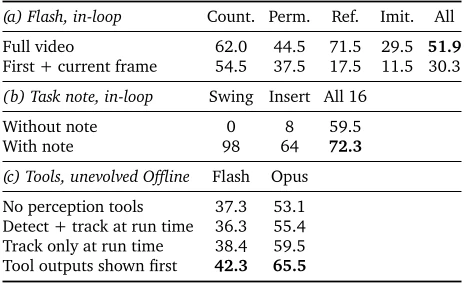 (a) Flash, in-loop Count. Perm. Ref. Imit. All
Full video 62.0 44.5 71.5 29.5 51.9
First + current frame 54.5 37.5 17.5 11.5 30.3
(b) Task note, in-loop Swing Insert All 16
Without note 0 8 59.5
With note 98 64 72.3
(c) Tools, unevolved Offline Flash Opus
No perception tools 37.3 53.1
Detect + track at run time 36.3 55.4
Track only at run time 38.4 59.5
Tool outputs shown first 42.3 65.5